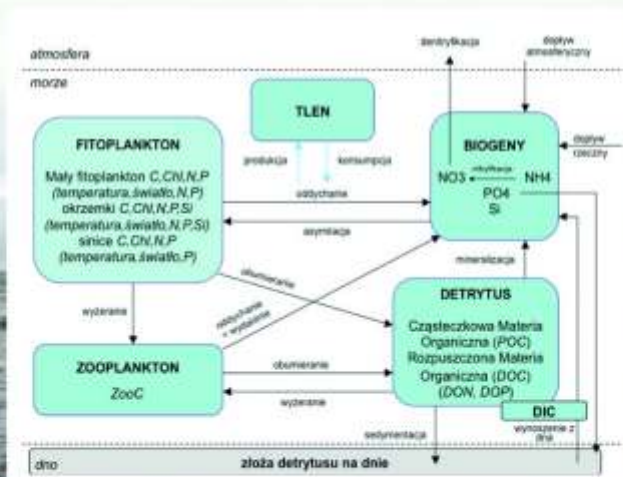 atmosfera
denitryfikacja
dopływ
atmosferyczny
morze
TLEN
FITOPLANKTON
Mały fitoplankton C,Chl,N,P
(temperatura,światło,N,P)
okrzemki C,Chl,N,P,Si
(temperatura,światło,N,P,Si)
sinice C,Chl,N,P
(temperatura,światło,P)
produkcja
konsumpcja
oddychanie
asymilacja
BIOGENY
nitryfikacja
NO3
NH4
PO4
Si
dopływ
rzeczny
mineralizacja
obumieranie
oddychanie
+ wydalanie
wyżeranie
ZOOPLANKTON
ZooC
obumieranie
wyżeranie
DETRYTUS
Cząsteczkowa Materia
Organiczna (POC)
Rozpuszczona Materia
Organiczna (DOC)
(DON, DOP)
DIC
wynoszenie z
dna
sedymentacja
dno
złoża detrytusu na dnie